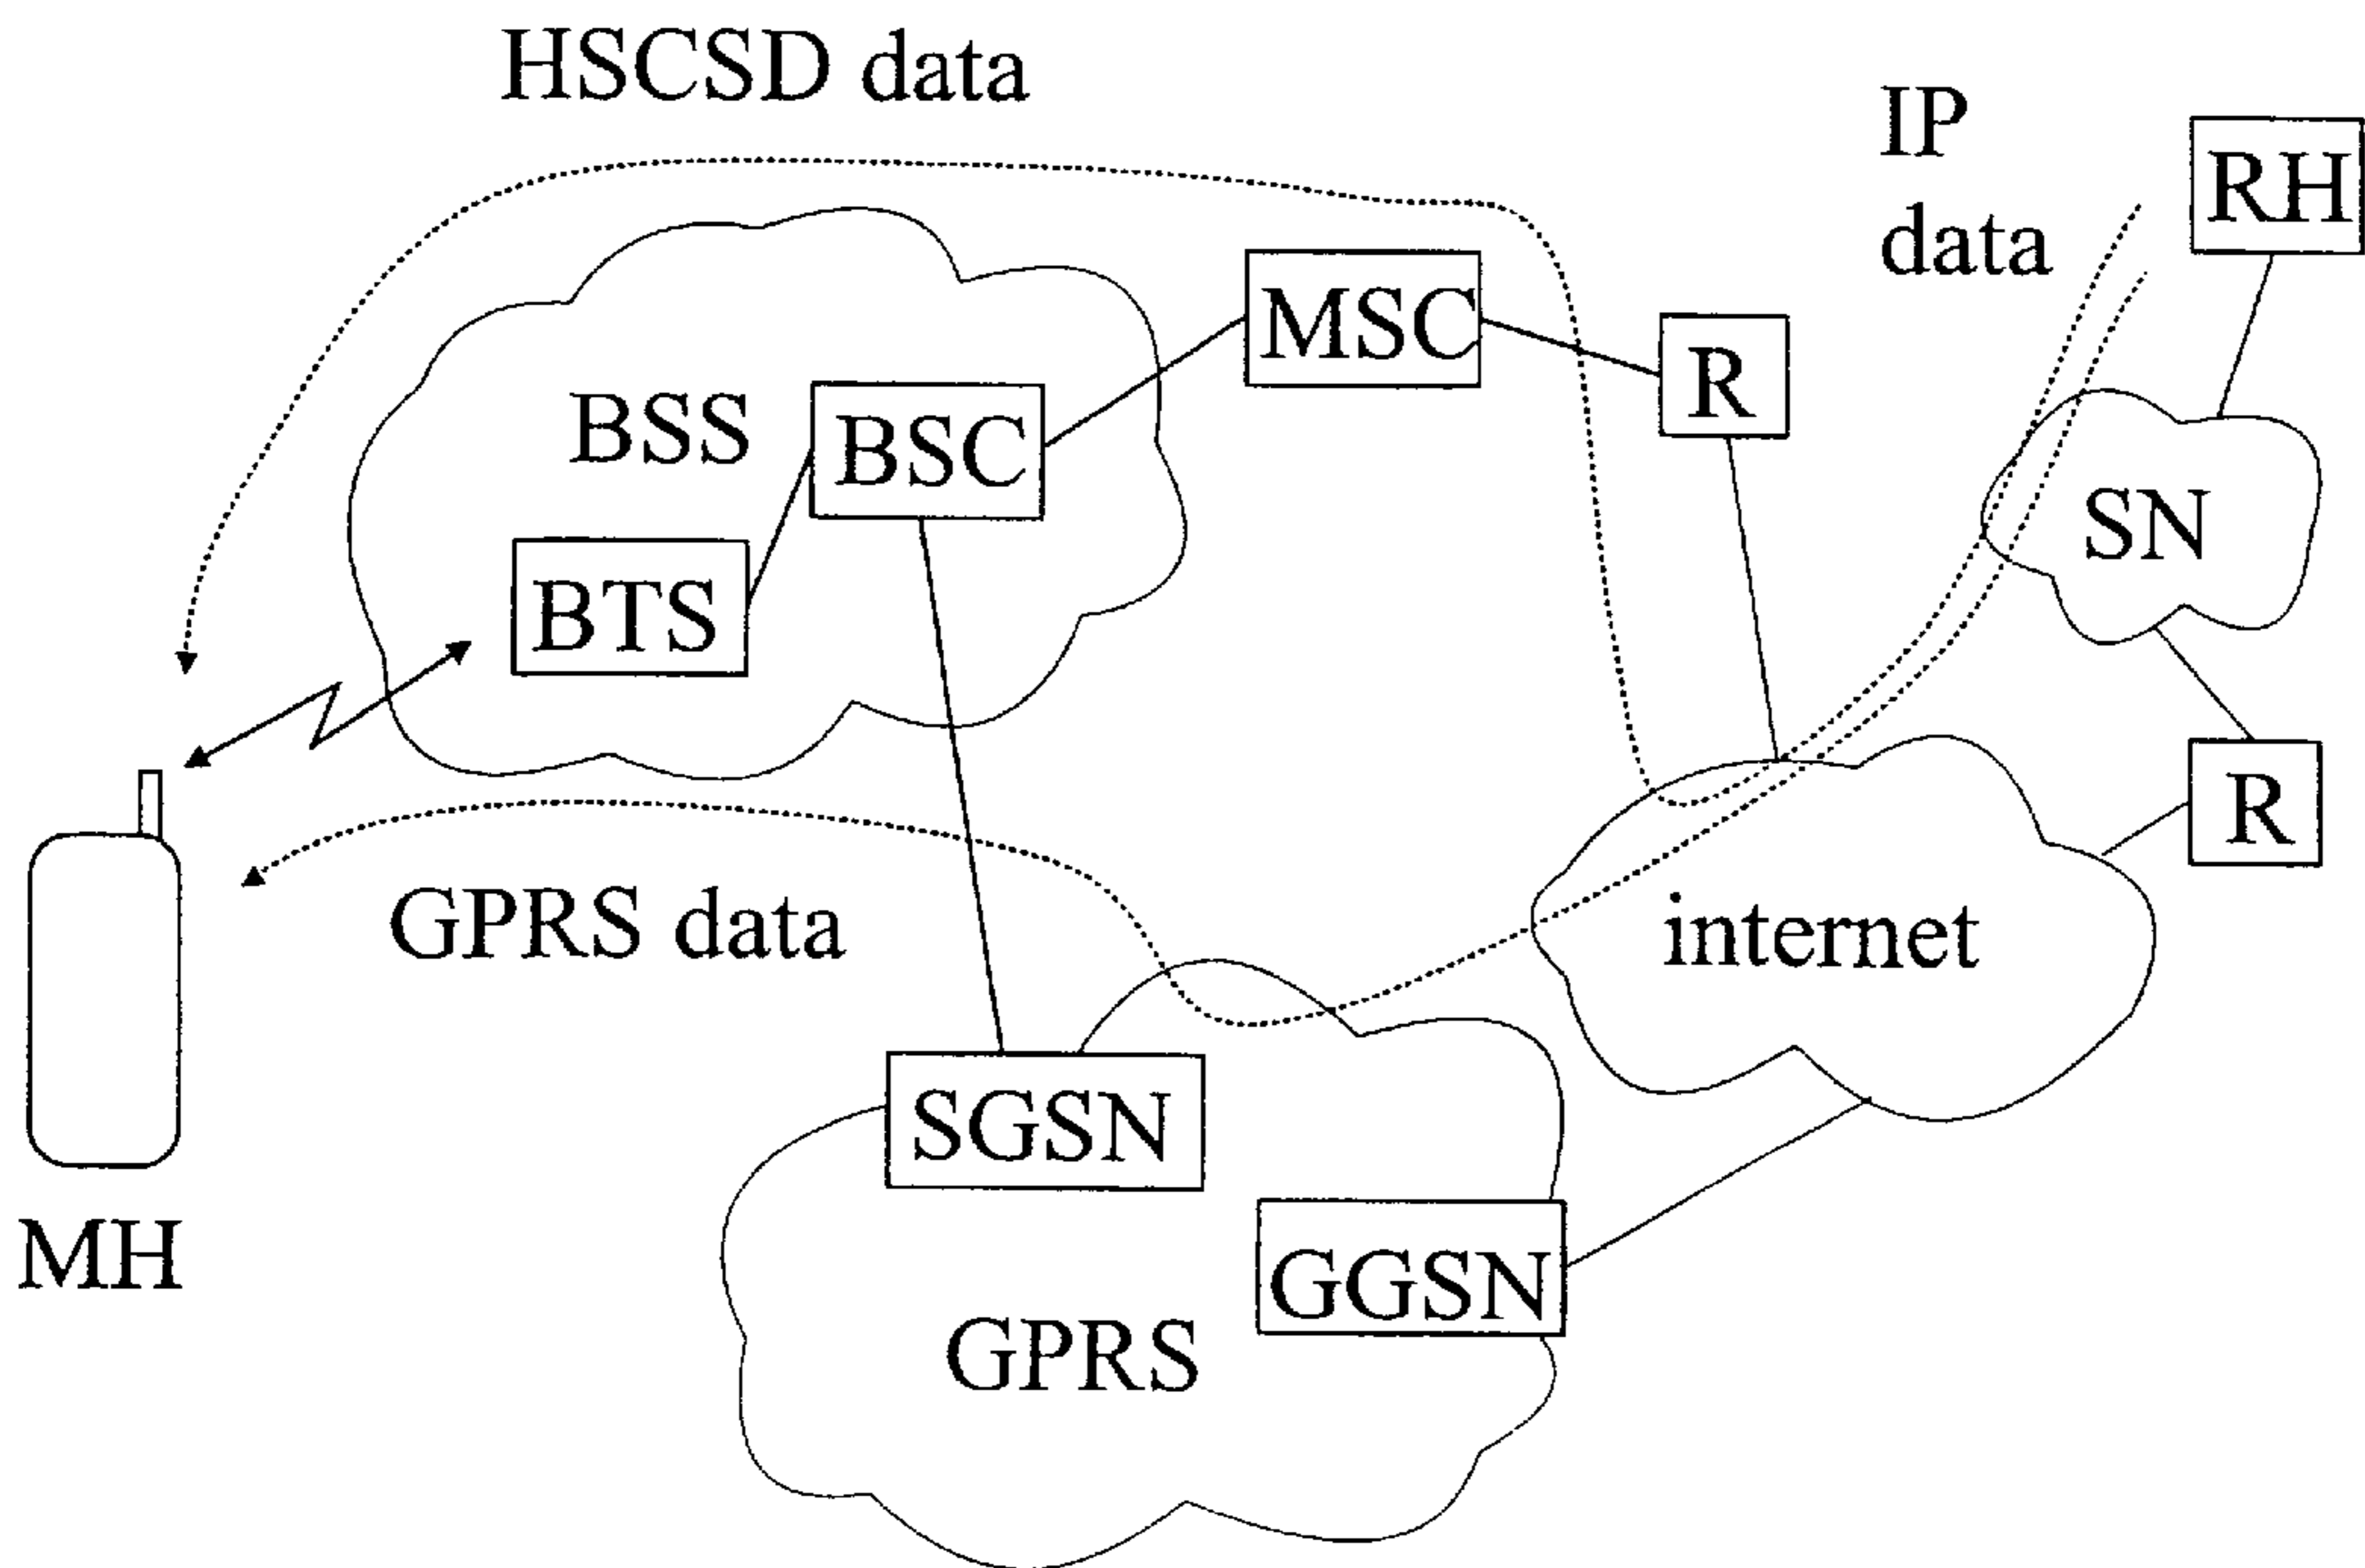 HSCSD data
IP
data
RH
MSC
R
BSS
BSC
SN
BTS
R
GPRS data
internet
SGSN
MH
GGSN
GPRS